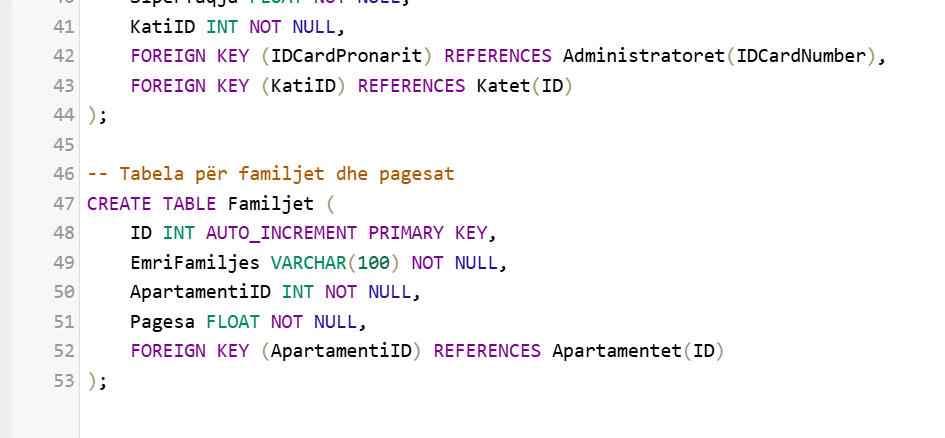 41 KatiID INT NOT NULL,
42 FOREIGN KEY (IDCardPronarit) REFERENCES Administratoret(IDCardNumber),
43 FOREIGN KEY (KatiID) REFERENCES Katet(ID)
44 );
45
46 -- Tabela për familjet dhe pagesat
47 CREATE TABLE Familjet (
48 ID INT AUTO_INCREMENT PRIMARY KEY,
49 EmriFamiljes VARCHAR(100) NOT NULL,
50 ApartamentiID INT NOT NULL,
51 Pagesa FLOAT NOT NULL,
52 FOREIGN KEY (ApartamentiID) REFERENCES Apartamentet(ID)
53 );